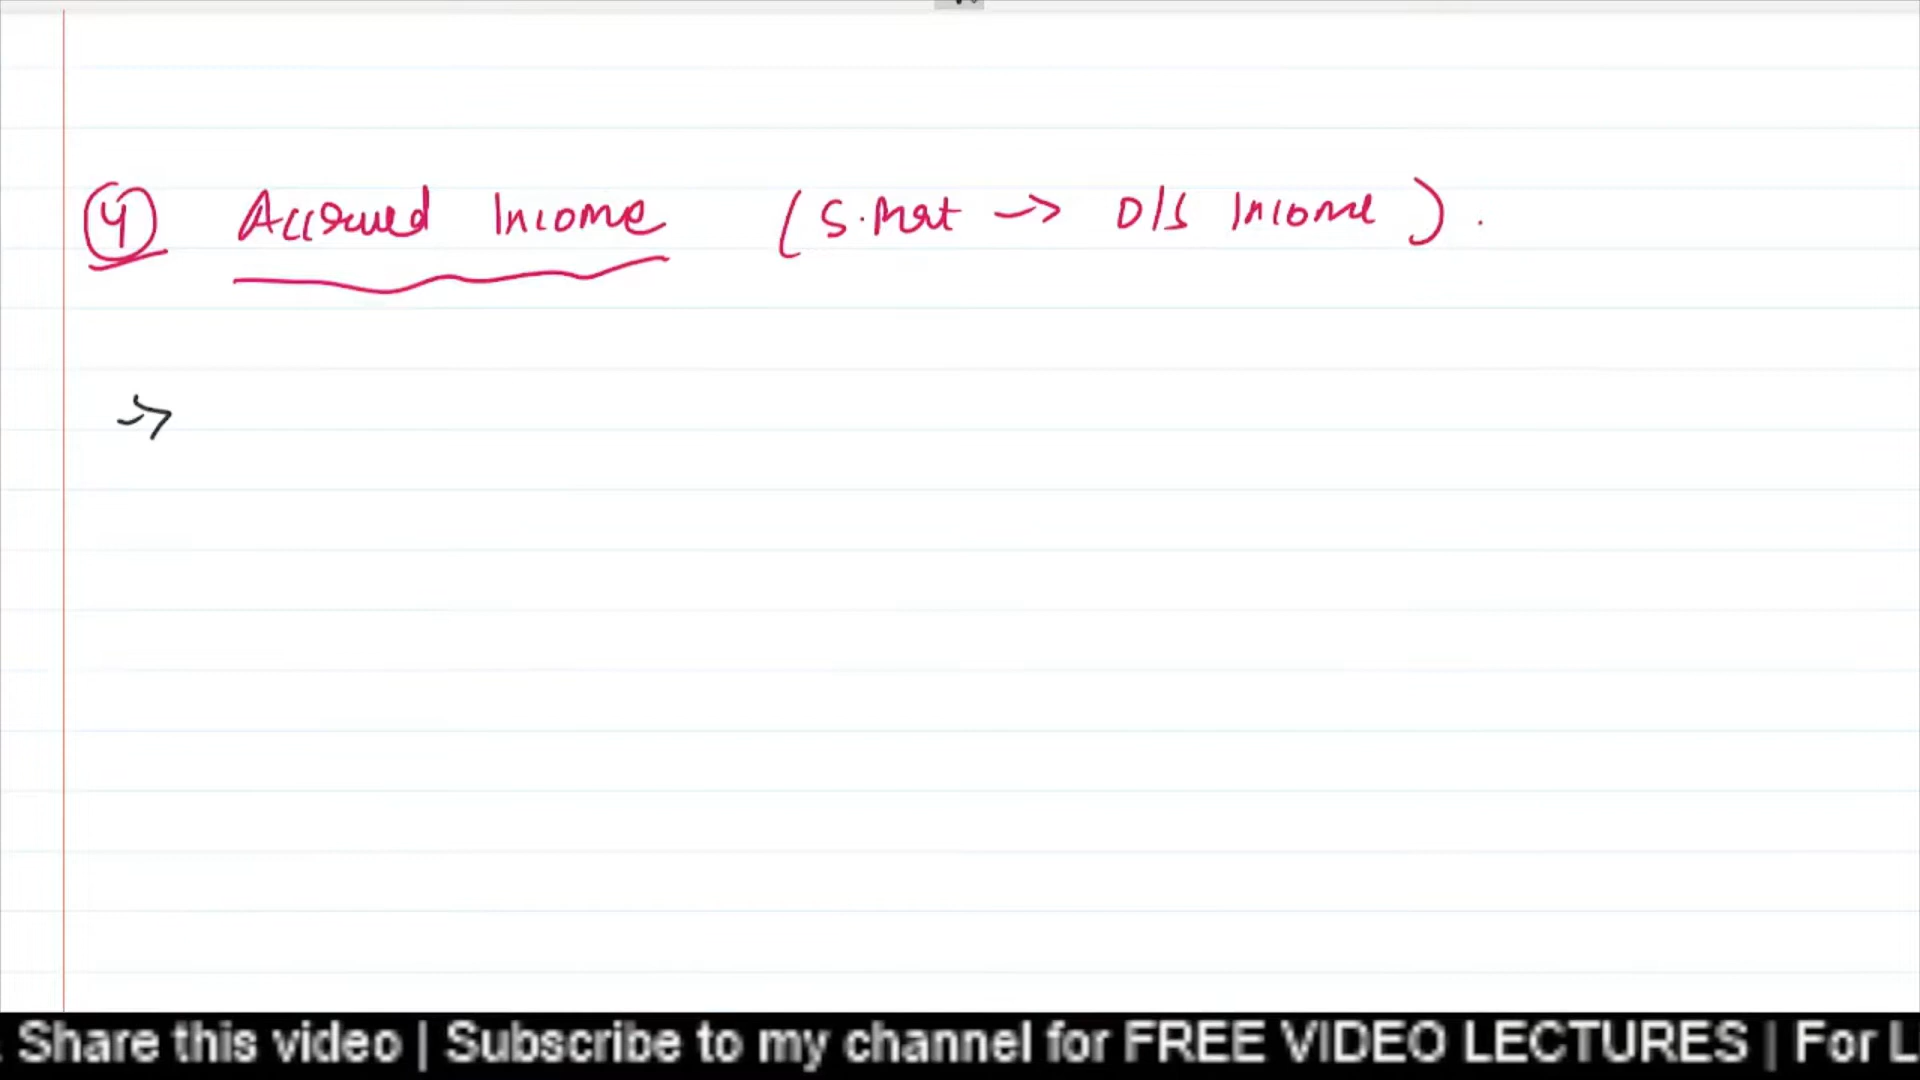 ④ Accrued Income (S.Mat → O/S Income).
→
Share this video | Subscribe to my channel for FREE VIDEO LECTURES | For L